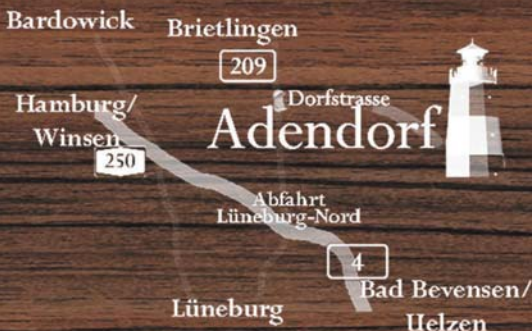 Bardowick
Brietlingen
209
Dorfstrasse
Hamburg/
Winsen
Adendorf
250
Abfahrt
Lüneburg-Nord
4
Bad Bevensen/
Lüneburg
Uelzen